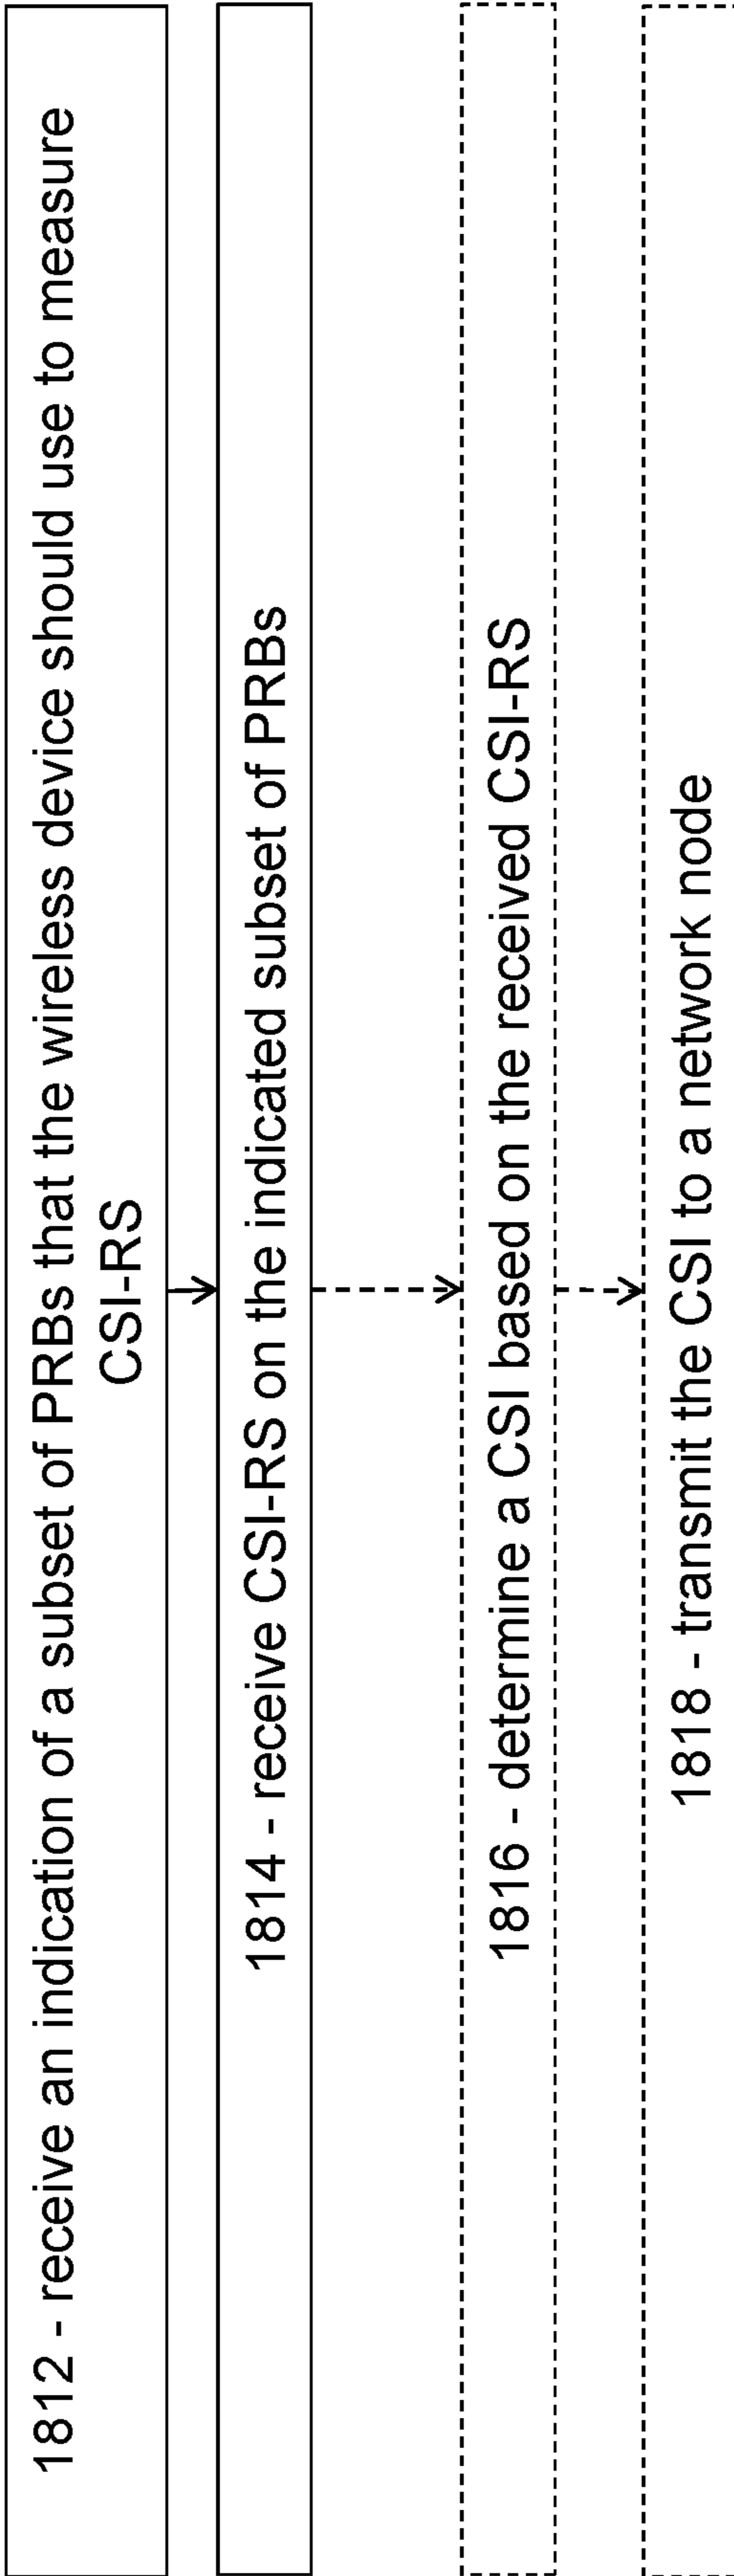 1812 - receive an indication of a subset of PRBs that the wireless device should use to measure
CSI-RS
1814 - receive CSI-RS on the indicated subset of PRBs
1816 - determine a CSI based on the received CSI-RS
1818 - transmit the CSI to a network node